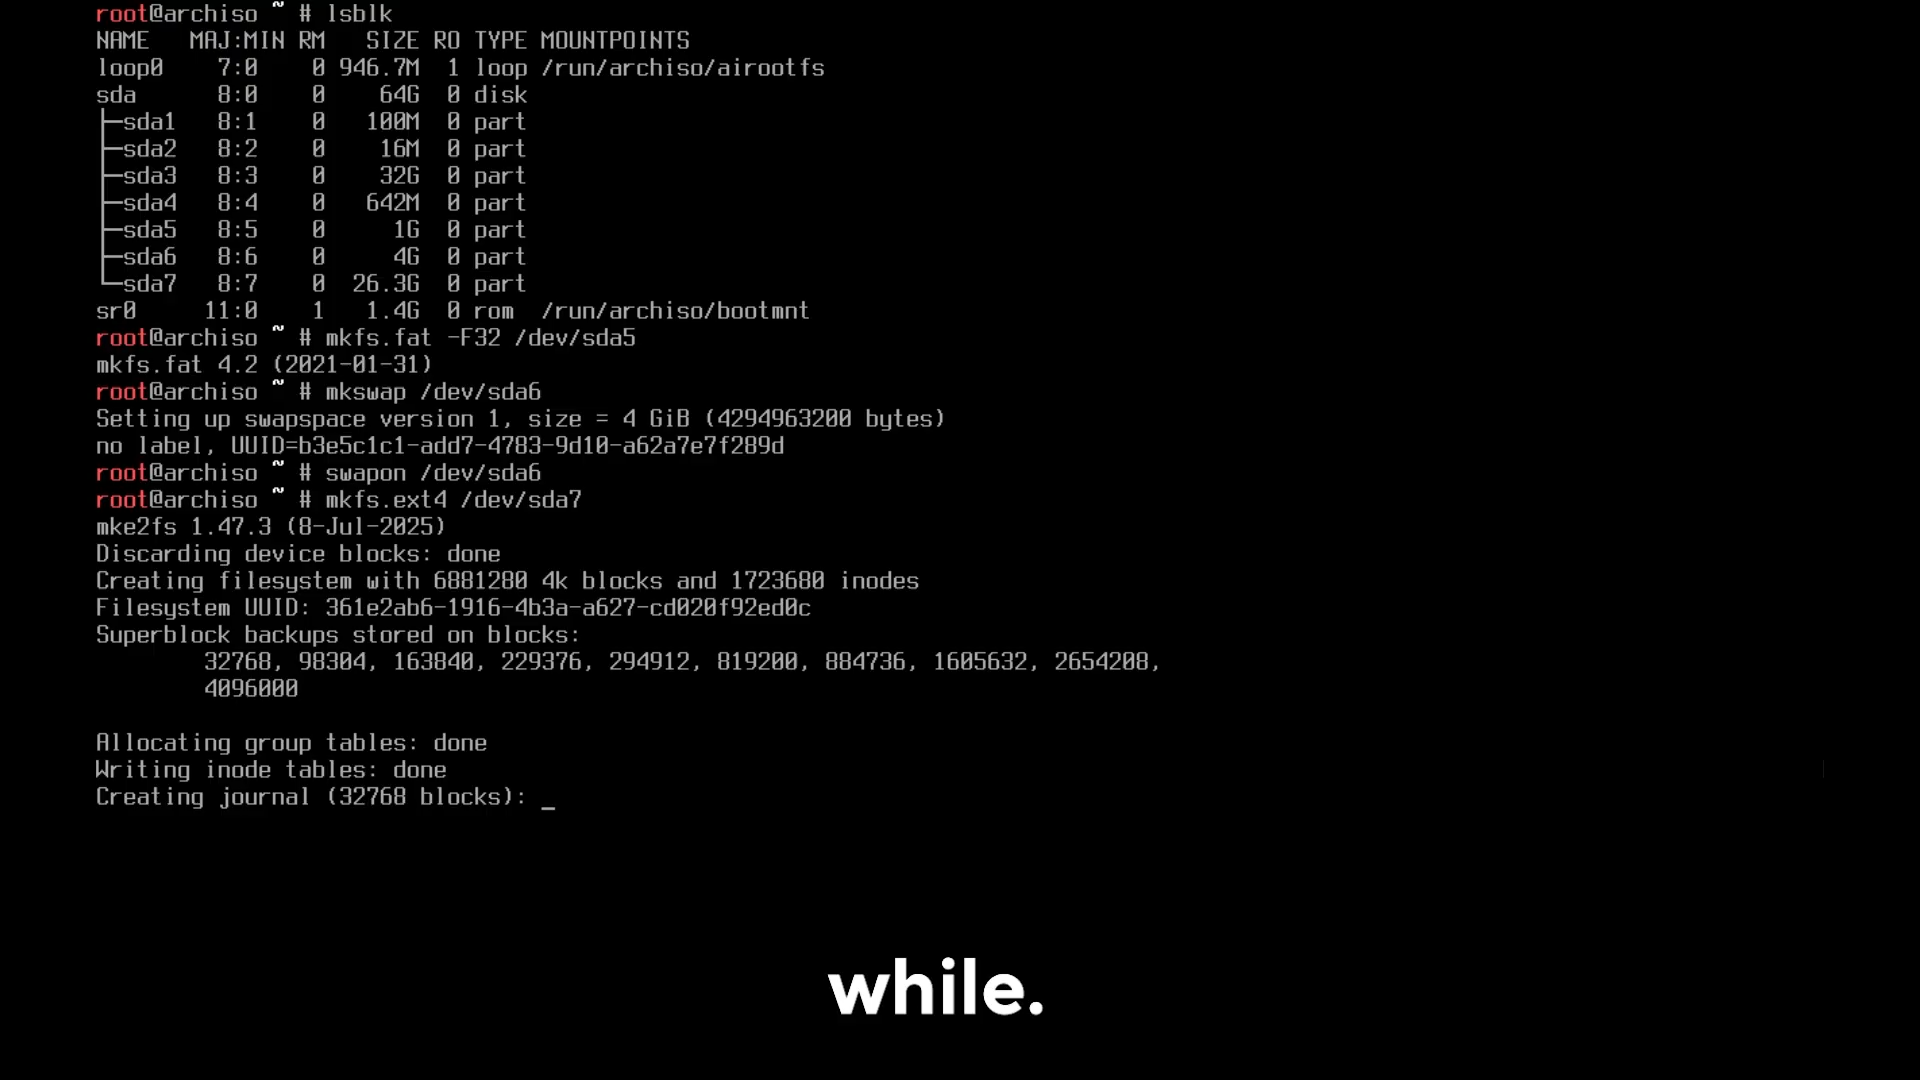 root@archiso ~ # lsblk
NAME   MAJ:MIN RM   SIZE RO TYPE MOUNTPOINTS
loop0    7:0    0 946.7M  1 loop /run/archiso/airootfs
sda      8:0    0    64G  0 disk
├─sda1   8:1    0   100M  0 part
├─sda2   8:2    0    16M  0 part
├─sda3   8:3    0    32G  0 part
├─sda4   8:4    0   642M  0 part
├─sda5   8:5    0     1G  0 part
├─sda6   8:6    0     4G  0 part
└─sda7   8:7    0  26.3G  0 part
sr0     11:0    1   1.4G  0 rom  /run/archiso/bootmnt
root@archiso ~ # mkfs.fat -F32 /dev/sda5
mkfs.fat 4.2 (2021-01-31)
root@archiso ~ # mkswap /dev/sda6
Setting up swapspace version 1, size = 4 GiB (4294963200 bytes)
no label, UUID=b3e5c1c1-add7-4783-9d10-a62a7e7f289d
root@archiso ~ # swapon /dev/sda6
root@archiso ~ # mkfs.ext4 /dev/sda7
mke2fs 1.47.3 (8-Jul-2025)
Discarding device blocks: done
Creating filesystem with 6881280 4k blocks and 1723680 inodes
Filesystem UUID: 361e2ab6-1916-4b3a-a627-cd020f92ed0c
Superblock backups stored on blocks:
        32768, 98304, 163840, 229376, 294912, 819200, 884736, 1605632, 2654208,
        4096000

Allocating group tables: done
Writing inode tables: done
Creating journal (32768 blocks): _
while.